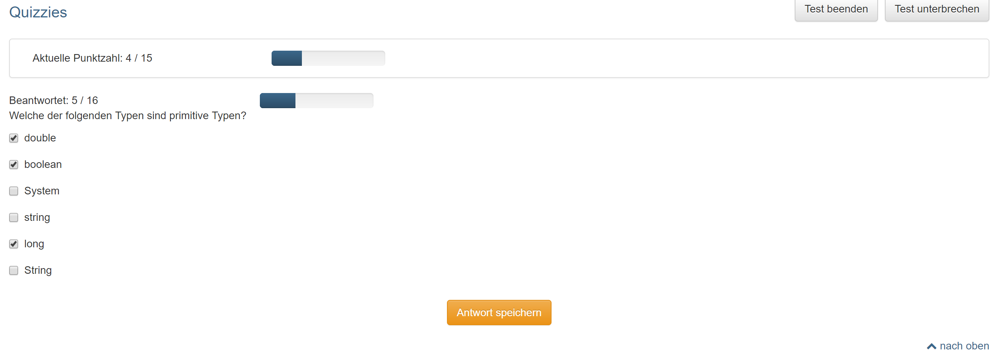 Quizzies
Test beenden
Test unterbrechen
Aktuelle Punktzahl: 4 / 15
Beantwortet: 5 / 16
Welche der folgenden Typen sind primitive Typen?
double
boolean
System
string
long
String
Antwort speichern
nach oben